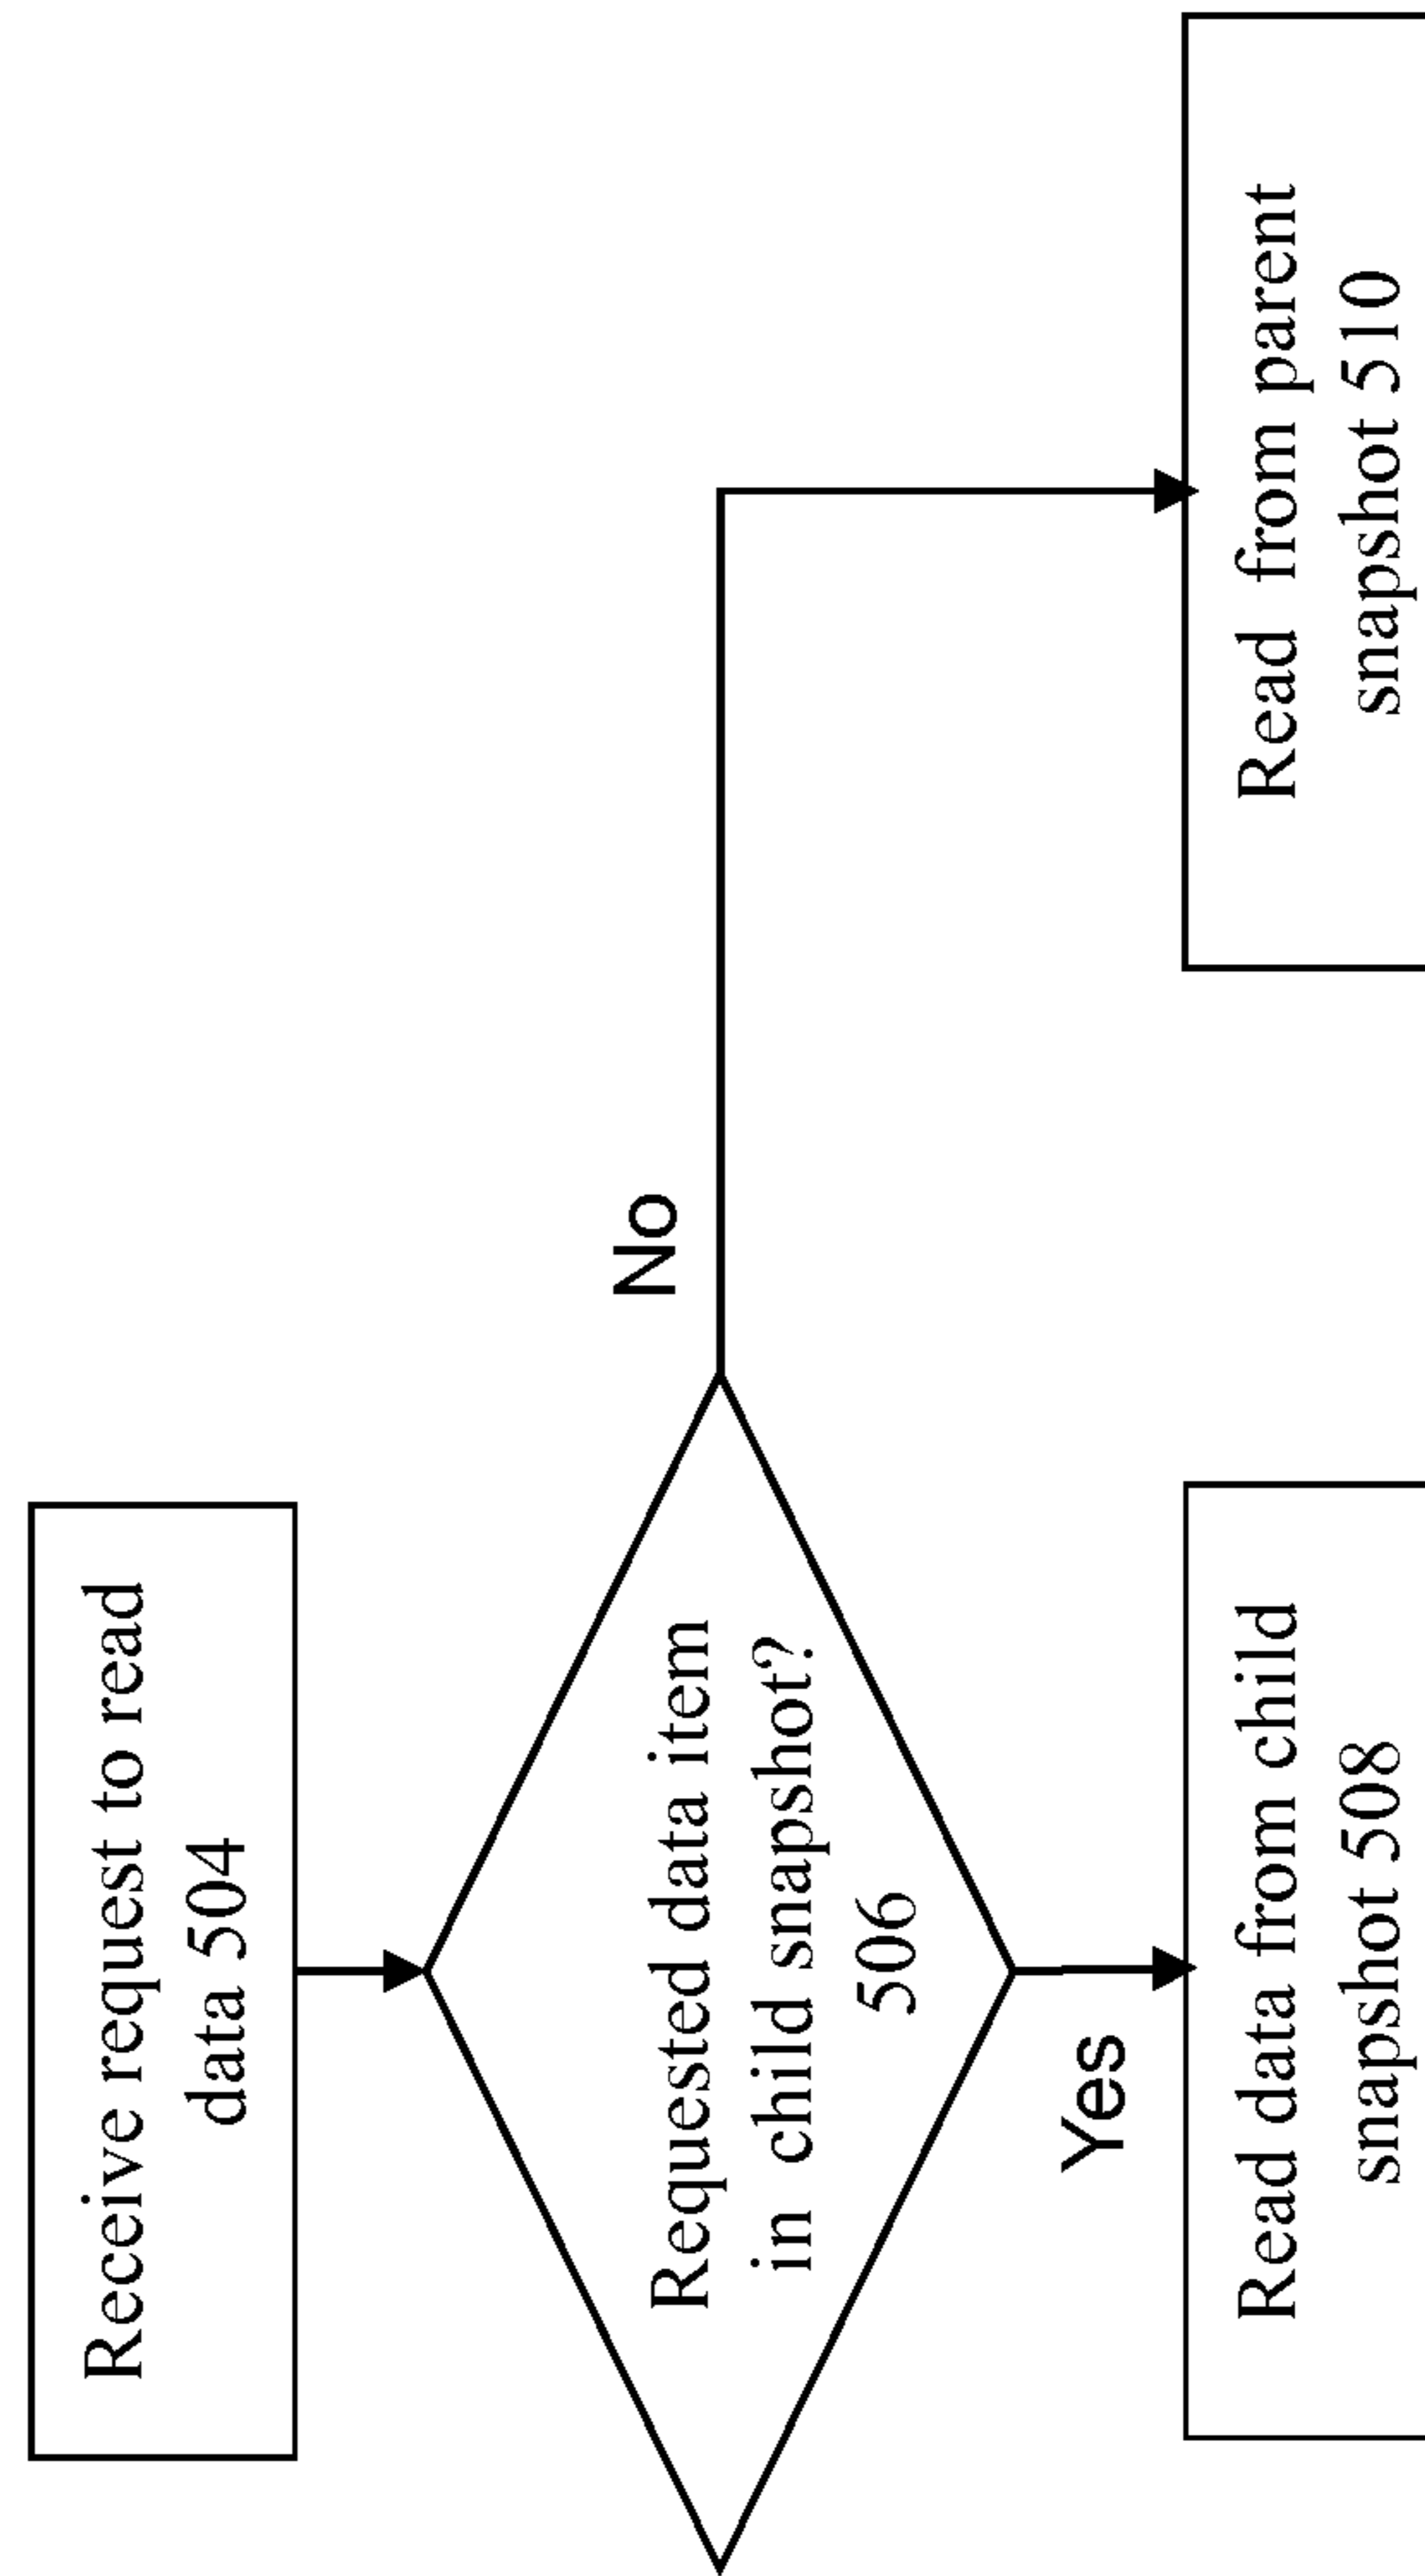 Receive request to read
data 504
Requested data item
in child snapshot?
506
No
Yes
Read data from child
snapshot 508
Read from parent
snapshot 510